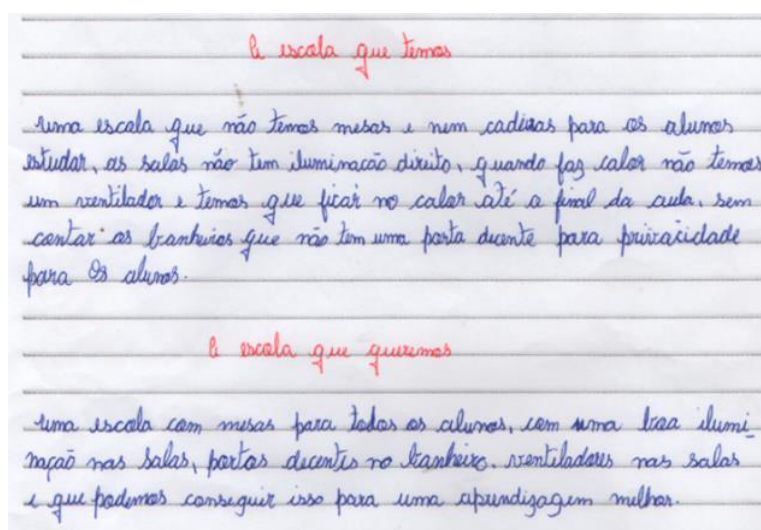 A escola que temos
Uma escola que não temos mesas e nem cadiras para os alunos
estudar, as salas não tem iluminacão direito, quando faz calor não temos
um ventilador e temos que ficar no calor até o final da aula, sem
contar os banheiros que não tem uma porta decente para privacidade
para os alunos.
A escola que queremos
Uma escola com mesas para todos os alunos, com uma boa ilumi-
nação nas salas, portas decentes no banheiro, ventiladores nas salas
e que podemos conseguir isso para uma aprendizagem melhor.